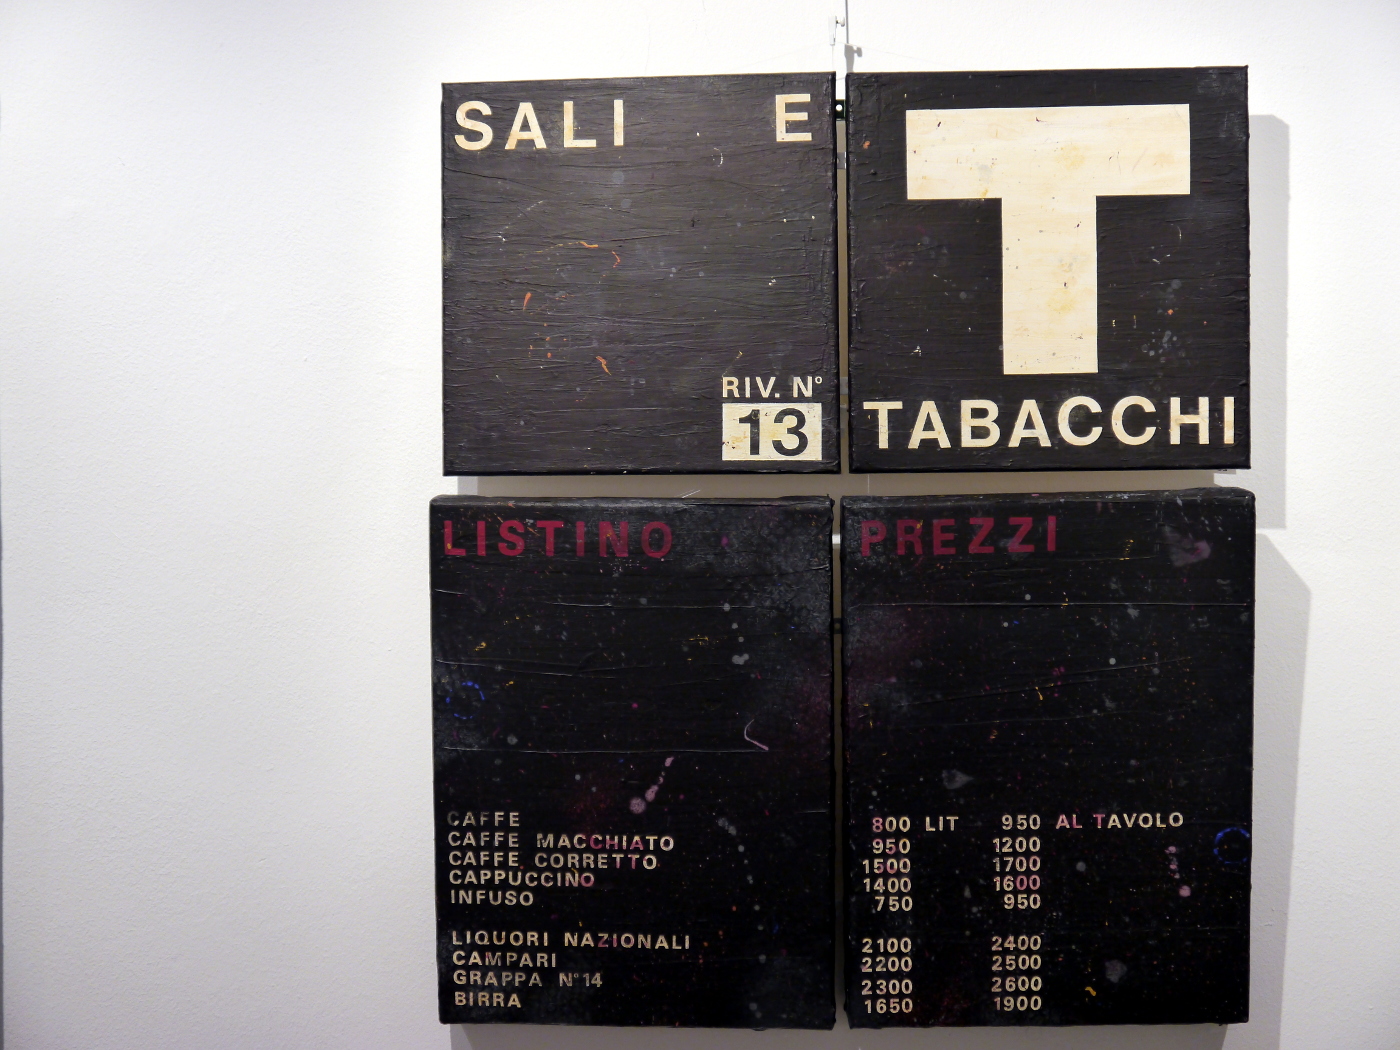 SALI E
T
RIV. Nº
13
TABACCHI
LISTINO PREZZI
CAFFE 800 LIT 950 AL TAVOLO
CAFFE MACCHIATO 950 1200
CAFFE CORRETTO 1500 1700
CAPPUCCINO 1400 1600
INFUSO 750 950
LIQUORI NAZIONALI 2100 2400
CAMPARI 2200 2500
GRAPPA Nº14 2300 2600
BIRRA 1650 1900